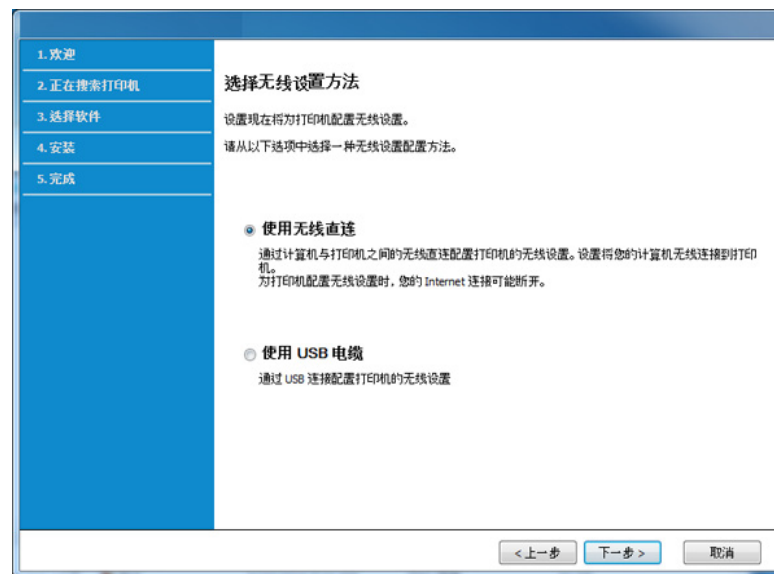 1.欢迎
2.正在搜索打印机
3.选择软件
4.安装
5.完成
选择无线设置方法
设置现在将为打印机配置无线设置。
请从以下选项中选择一种无线设置配置方法。
使用无线直连
通过计算机与打印机之间的无线直连配置打印机的无线设置。设置将您的计算机无线连接到打印
机。
为打印机配置无线设置时，您的 Internet 连接可能断开。
使用 USB 电缆
通过 USB 连接配置打印机的无线设置
<上一步 下一步> 取消